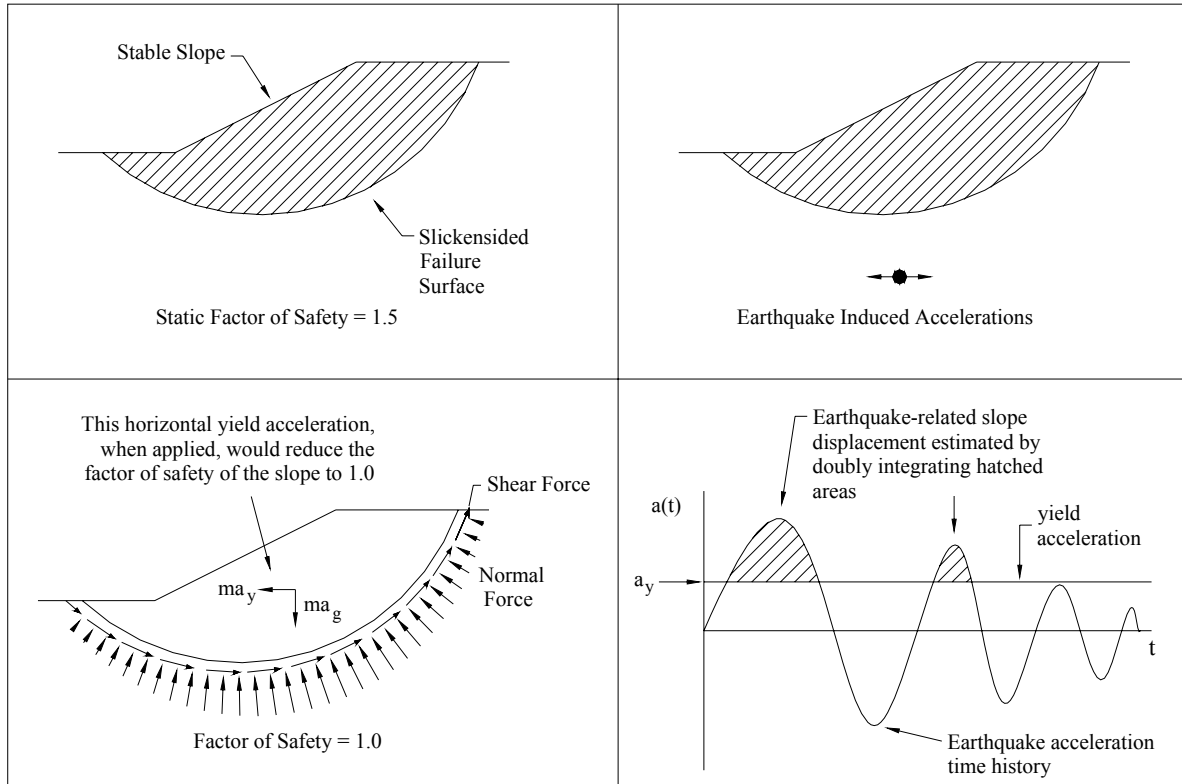 Stable Slope
Slickensided
Failure
Surface
Static Factor of Safety = 1.5
Earthquake Induced Accelerations
This horizontal yield acceleration,
when applied, would reduce the
factor of safety of the slope to 1.0
Shear Force
Normal
Force
ma_y
ma_g
Factor of Safety = 1.0
Earthquake-related slope
displacement estimated by
doubly integrating hatched
areas
a(t)
yield
acceleration
a_y
t
Earthquake acceleration
time history